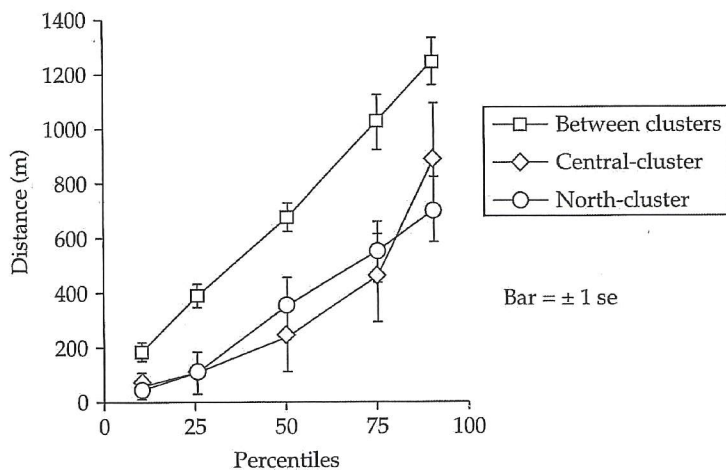 1400
1200
1000
800
600
400
200
0
Distance (m)
0 25 50 75 100
Percentiles
Between clusters
Central-cluster
North-cluster
Bar = ± 1 se